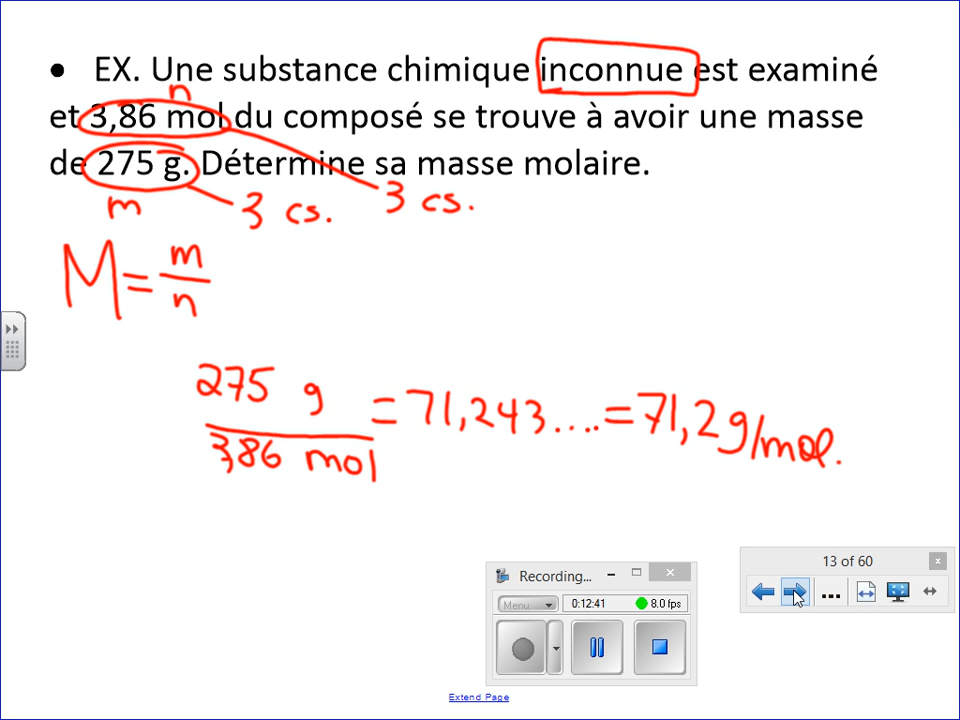 • EX. Une substance chimique inconnue est examiné
n
et 3,86 mol du composé se trouve à avoir une masse
de 275 g. Détermine sa masse molaire.
m 3 cs. 3 cs.
M = m/n
275 g / 3,86 mol = 71,243.... = 71,2 g/mol.
13 of 60
Recording...
Menu 0:12:41 8.0 fps
Extend Page